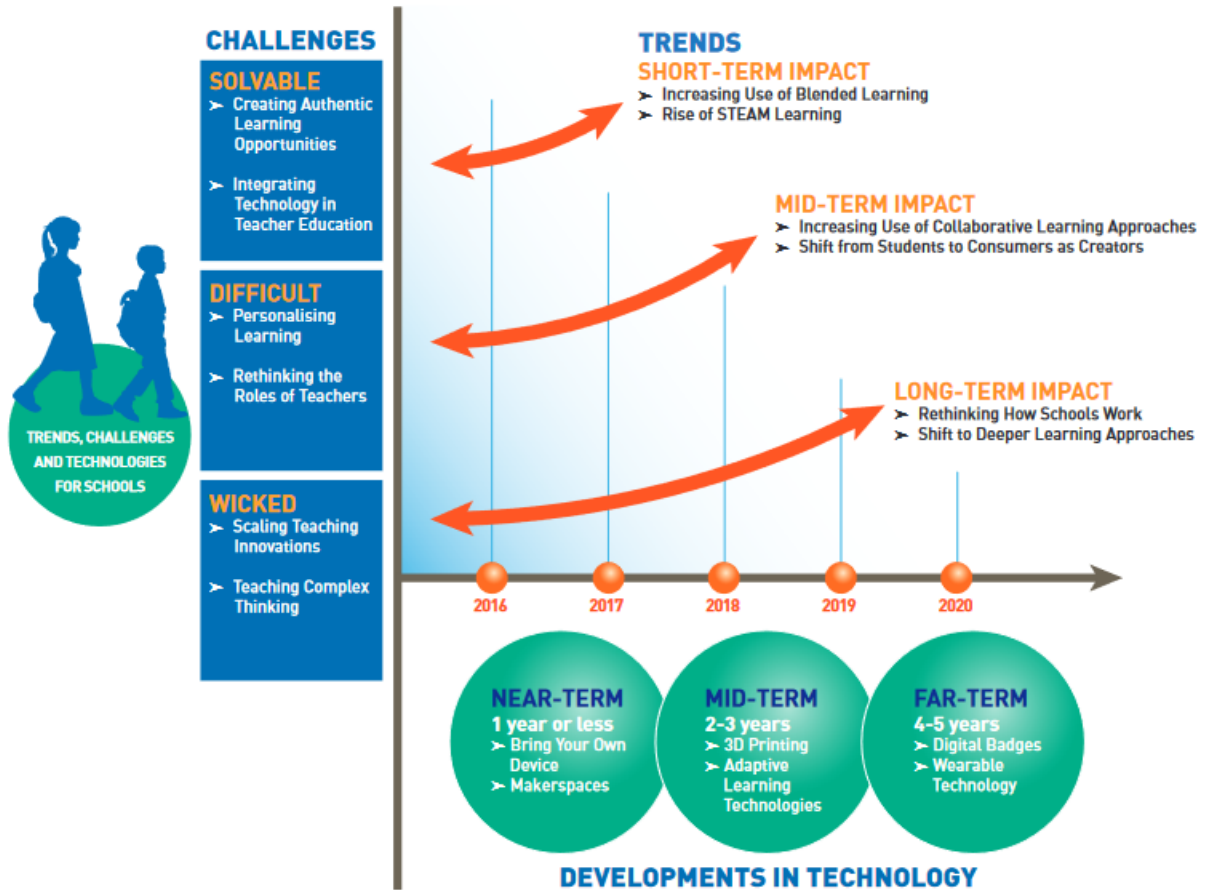 CHALLENGES
SOLVABLE
➤ Creating Authentic
Learning
Opportunities
➤ Integrating
Technology in
Teacher Education
DIFFICULT
➤ Personalising
Learning
➤ Rethinking the
Roles of Teachers
WICKED
➤ Scaling Teaching
Innovations
➤ Teaching Complex
Thinking
TRENDS, CHALLENGES
AND TECHNOLOGIES
FOR SCHOOLS
TRENDS
SHORT-TERM IMPACT
➤ Increasing Use of Blended Learning
➤ Rise of STEAM Learning
MID-TERM IMPACT
➤ Increasing Use of Collaborative Learning Approaches
➤ Shift from Students to Consumers as Creators
LONG-TERM IMPACT
➤ Rethinking How Schools Work
➤ Shift to Deeper Learning Approaches
2016 2017 2018 2019 2020
NEAR-TERM
1 year or less
➤ Bring Your Own
Device
➤ Makerspaces
MID-TERM
2-3 years
➤ 3D Printing
➤ Adaptive
Learning
Technologies
FAR-TERM
4-5 years
➤ Digital Badges
➤ Wearable
Technology
DEVELOPMENTS IN TECHNOLOGY